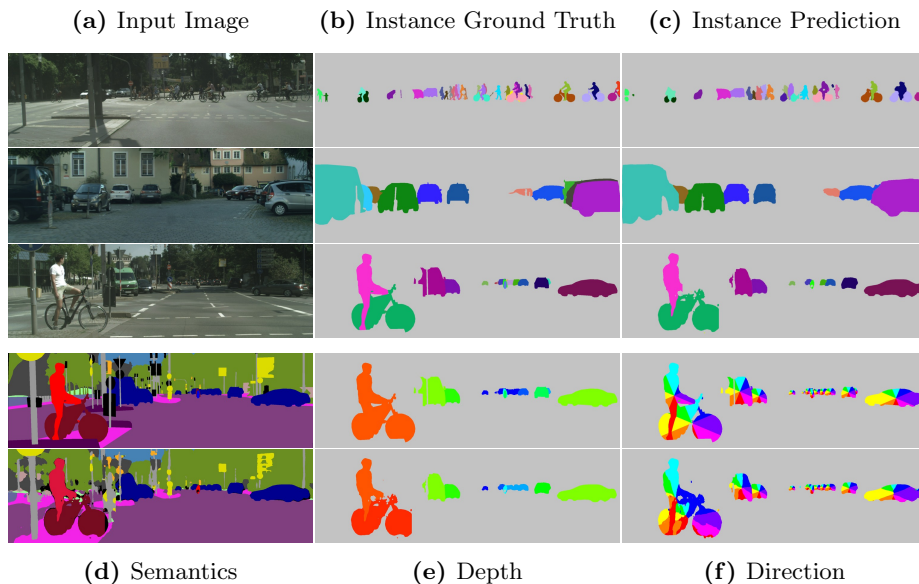 (a) Input Image
(b) Instance Ground Truth
(c) Instance Prediction
(d) Semantics
(e) Depth
(f) Direction